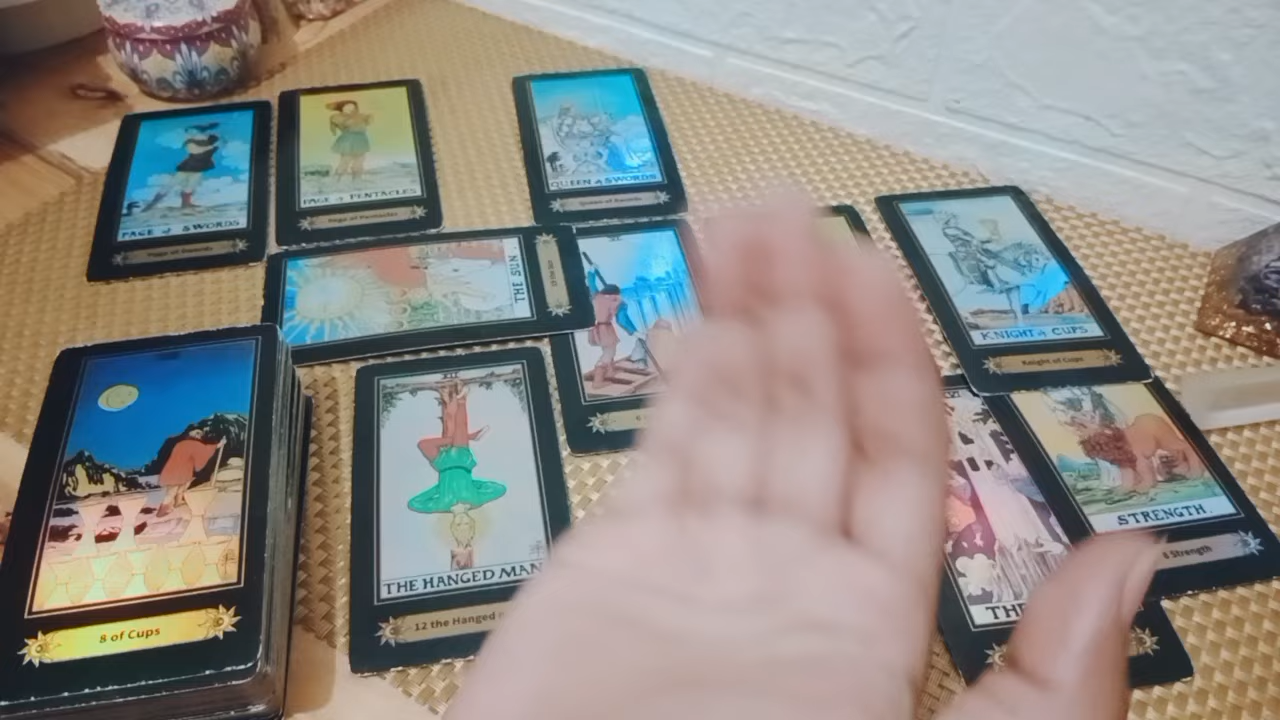 PAGE of SWORDS
Page of Swords
PAGE of PENTACLES
Page of Pentacles
QUEEN of SWORDS
Queen of Swords
THE SUN
KNIGHT of CUPS
Knight of Cups
STRENGTH.
8 Strength
THE HANGED MAN
12 the Hanged
8 of Cups